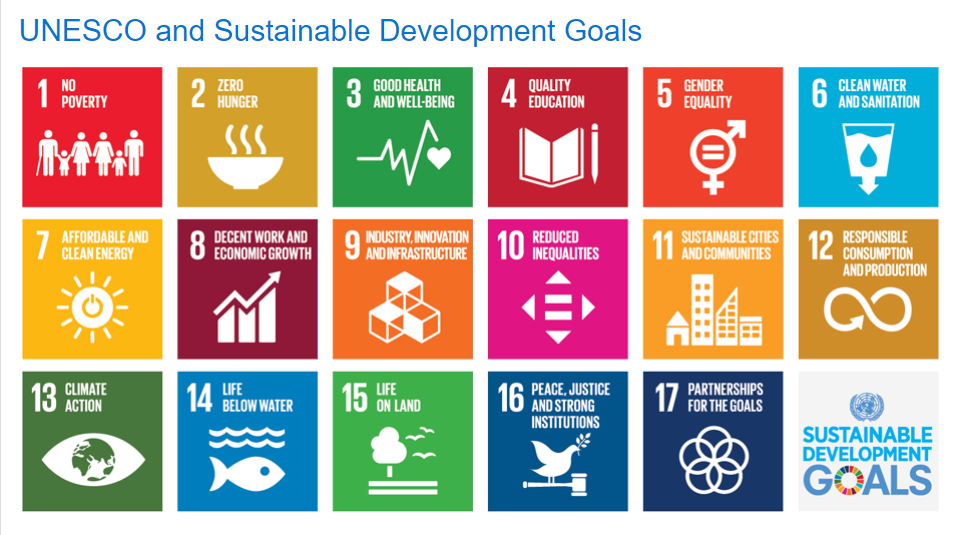 UNESCO and Sustainable Development Goals
1 NO
POVERTY
2 ZERO
HUNGER
3 GOOD HEALTH
AND WELL-BEING
4 QUALITY
EDUCATION
5 GENDER
EQUALITY
6 CLEAN WATER
AND SANITATION
7 AFFORDABLE AND
CLEAN ENERGY
8 DECENT WORK AND
ECONOMIC GROWTH
9 INDUSTRY, INNOVATION
AND INFRASTRUCTURE
10 REDUCED
INEQUALITIES
11 SUSTAINABLE CITIES
AND COMMUNITIES
12 RESPONSIBLE
CONSUMPTION
AND PRODUCTION
13 CLIMATE
ACTION
14 LIFE
BELOW WATER
15 LIFE
ON LAND
16 PEACE, JUSTICE
AND STRONG
INSTITUTIONS
17 PARTNERSHIPS
FOR THE GOALS
SUSTAINABLE
DEVELOPMENT
GOALS